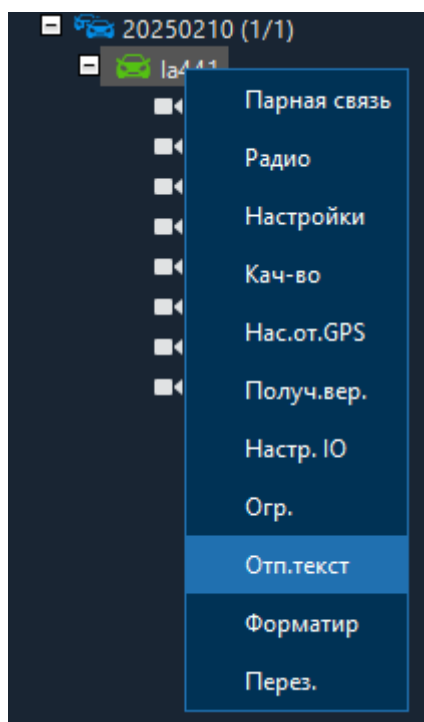 20250210 (1/1)
la441
Парная связь
Радио
Настройки
Кач-во
Нас.от.GPS
Получ.вер.
Настр. IO
Огр.
Отп.текст
Форматир
Перез.